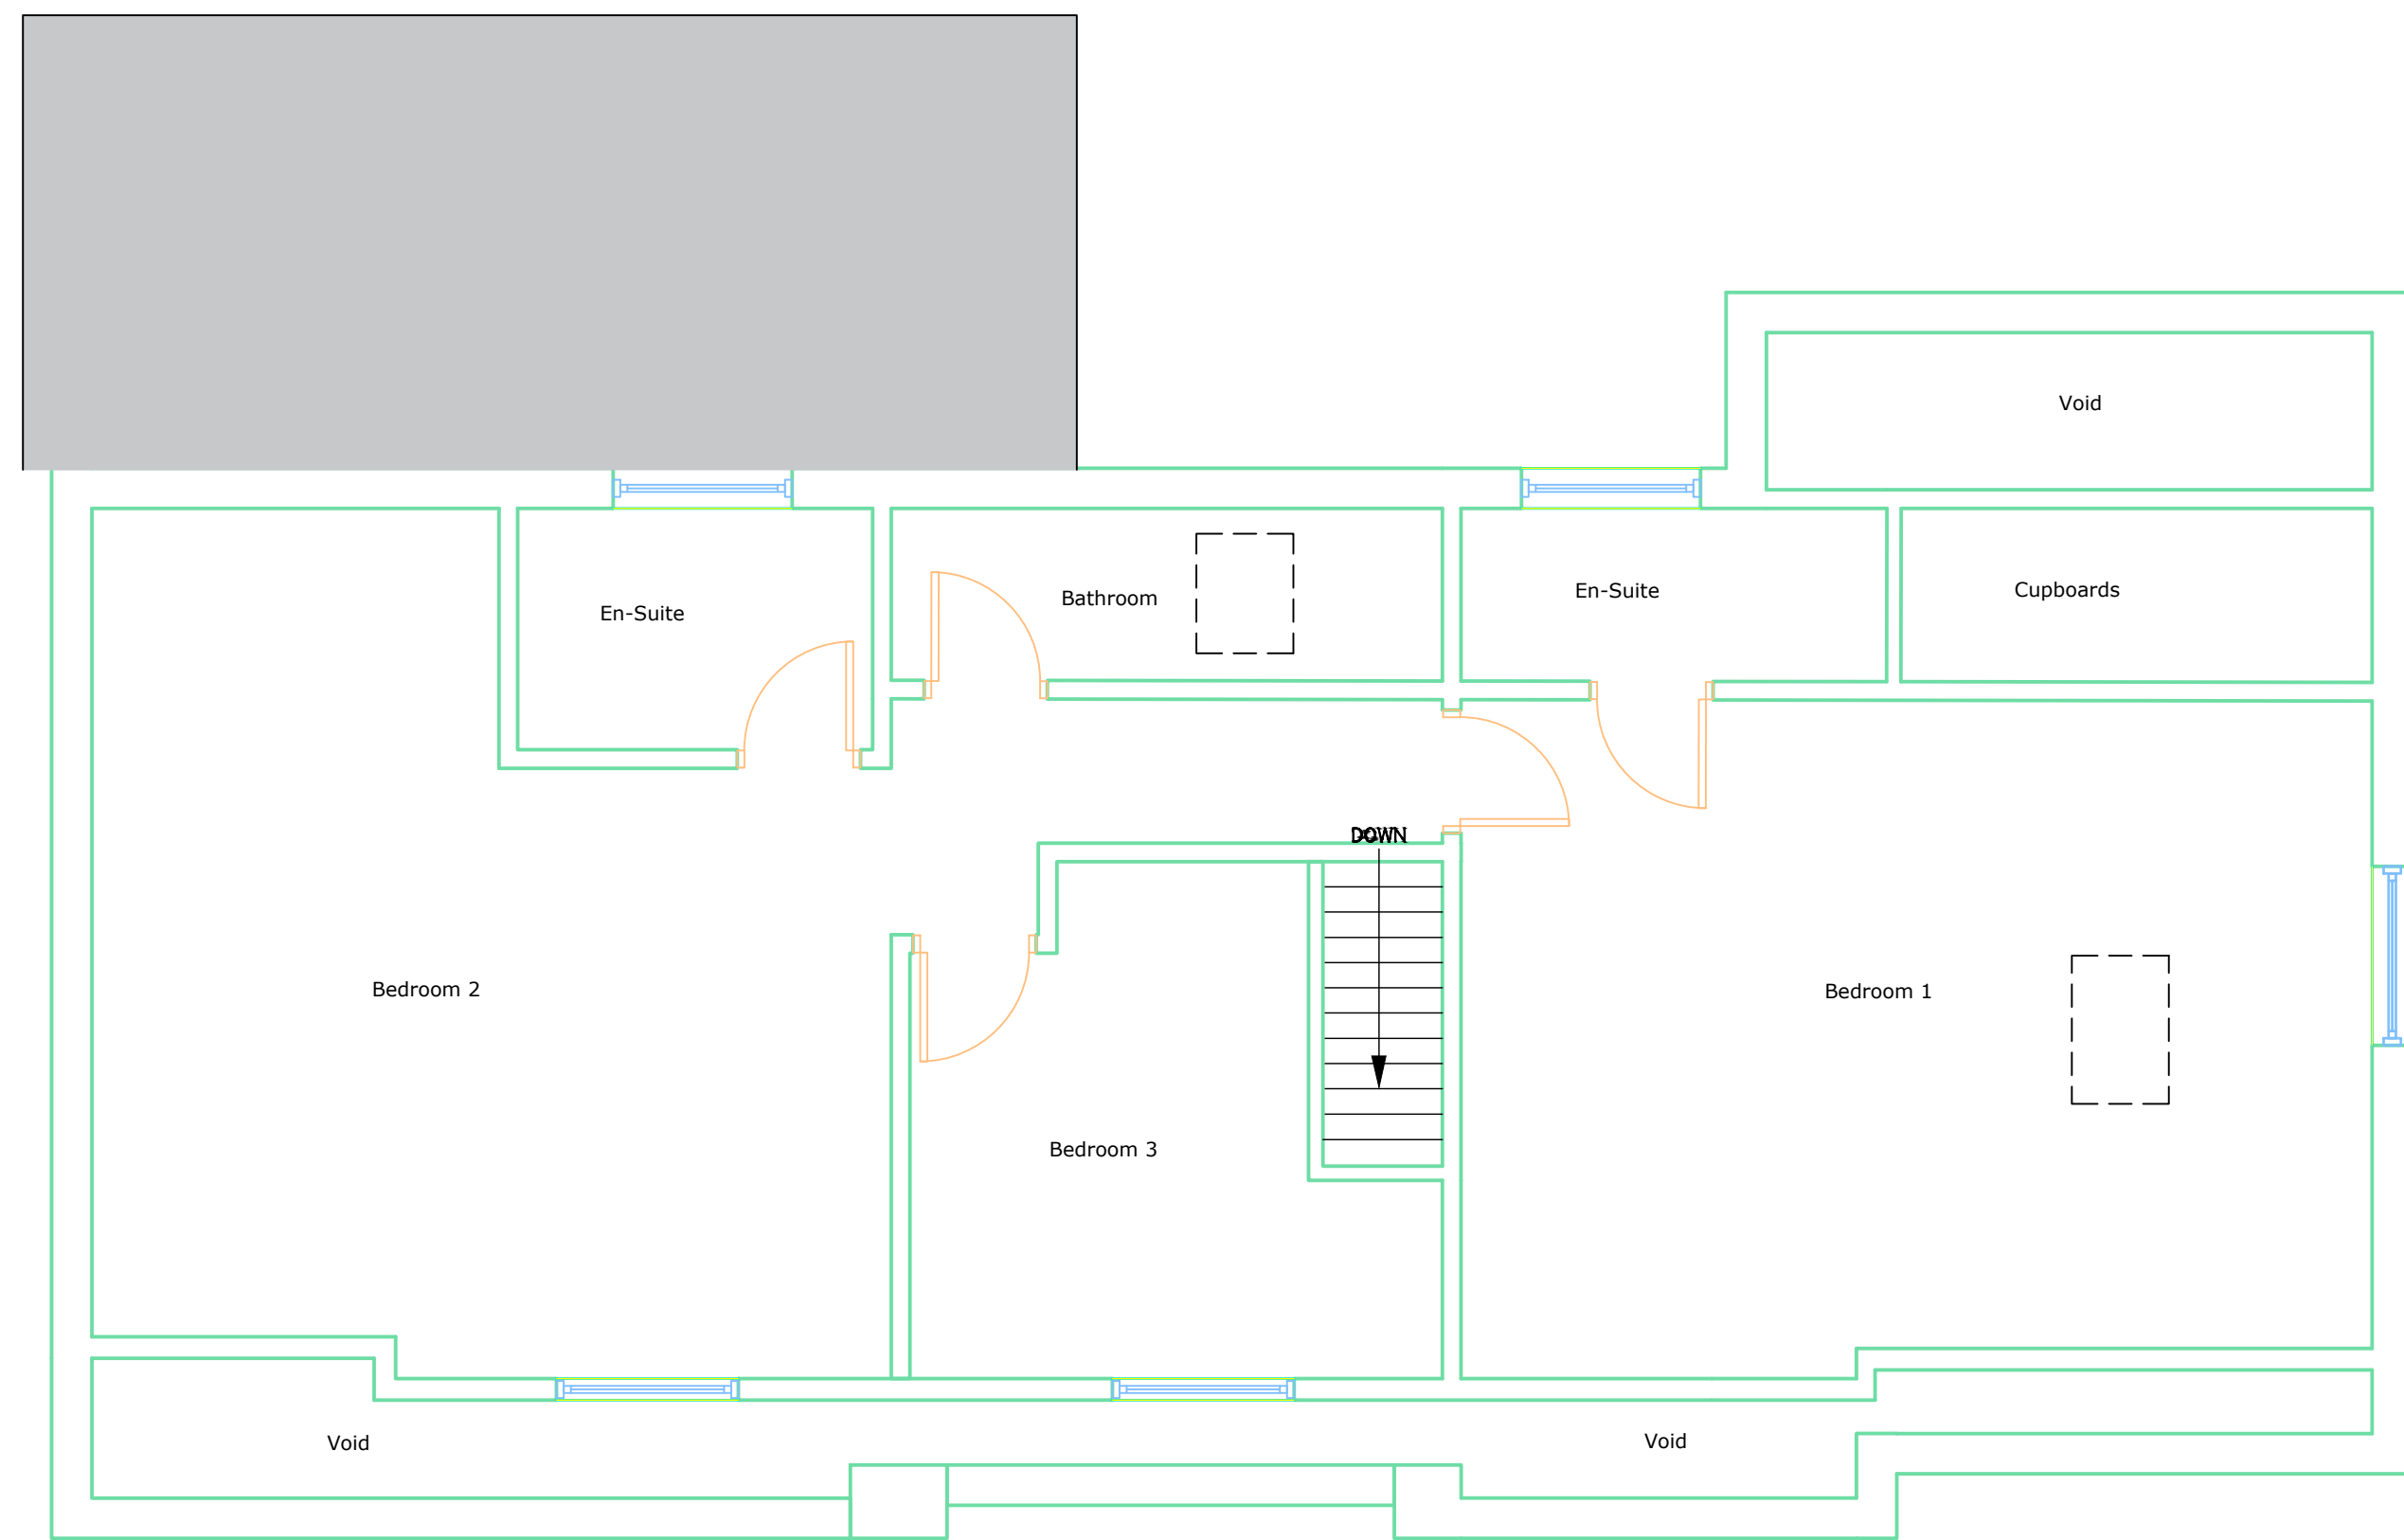 Void
En-Suite
Bathroom
En-Suite
Cupboards
DOWN
Bedroom 2
Bedroom 1
Bedroom 3
Void
Void